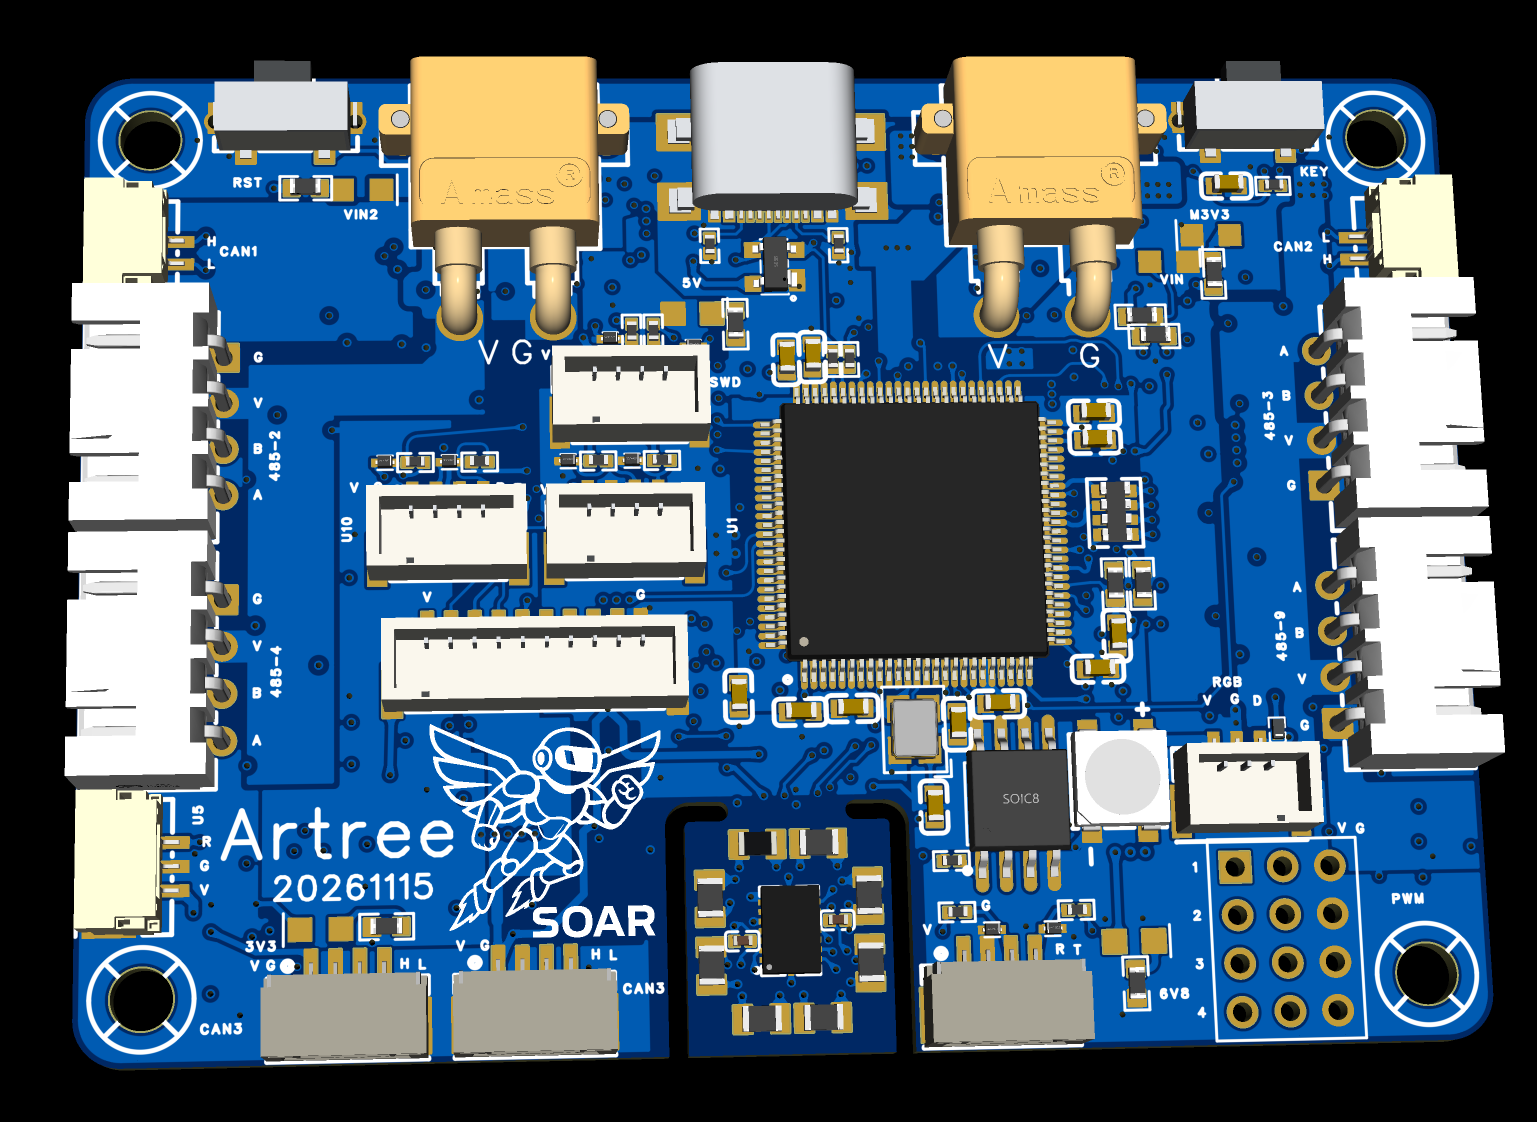 RST
VIN2
Amass®
Amass®
KEY
M3V3
H
CAN1
L
CAN2
L
H
5V
VIN
V G
V
V
G
SWD
G
V
B
A
485-2
A
B
V
G
485-3
V
U10
V
U1
V
G
G
V
B
A
485-4
A
B
V
G
485-9
RGB
V G D
+
SOIC8
U5
R
G
V
Artree
20261115
SOAR
V G
1
2
3
4
PWM
3V3
V G
H L
CAN3
V G
H L
CAN3
V
G
R T
6V8